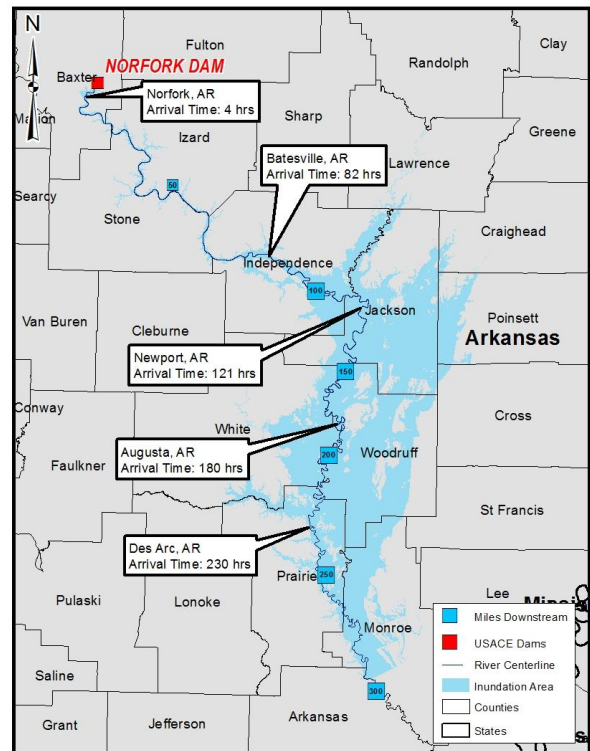 N
Fulton
Clay
NORFORK DAM
Randolph
Baxter
Norfork, AR
Arrival Time: 4 hrs
Sharp
Marion
Izard
Greene
Batesville, AR
Arrival Time: 82 hrs
Lawrence
50
Searcy
Stone
Craighead
Independence
100
Jackson
Poinsett
Van Buren
Cleburne
Arkansas
Newport, AR
Arrival Time: 121 hrs
150
Conway
Cross
White
Augusta, AR
Arrival Time: 180 hrs
Woodruff
200
Faulkner
St Francis
Des Arc, AR
Arrival Time: 230 hrs
Prairie
250
Lee
Pulaski
Lonoke
Monroe
Miles Downstream
USACE Dams
River Centerline
Inundation Area
Counties
States
Saline
300
Grant
Jefferson
Arkansas